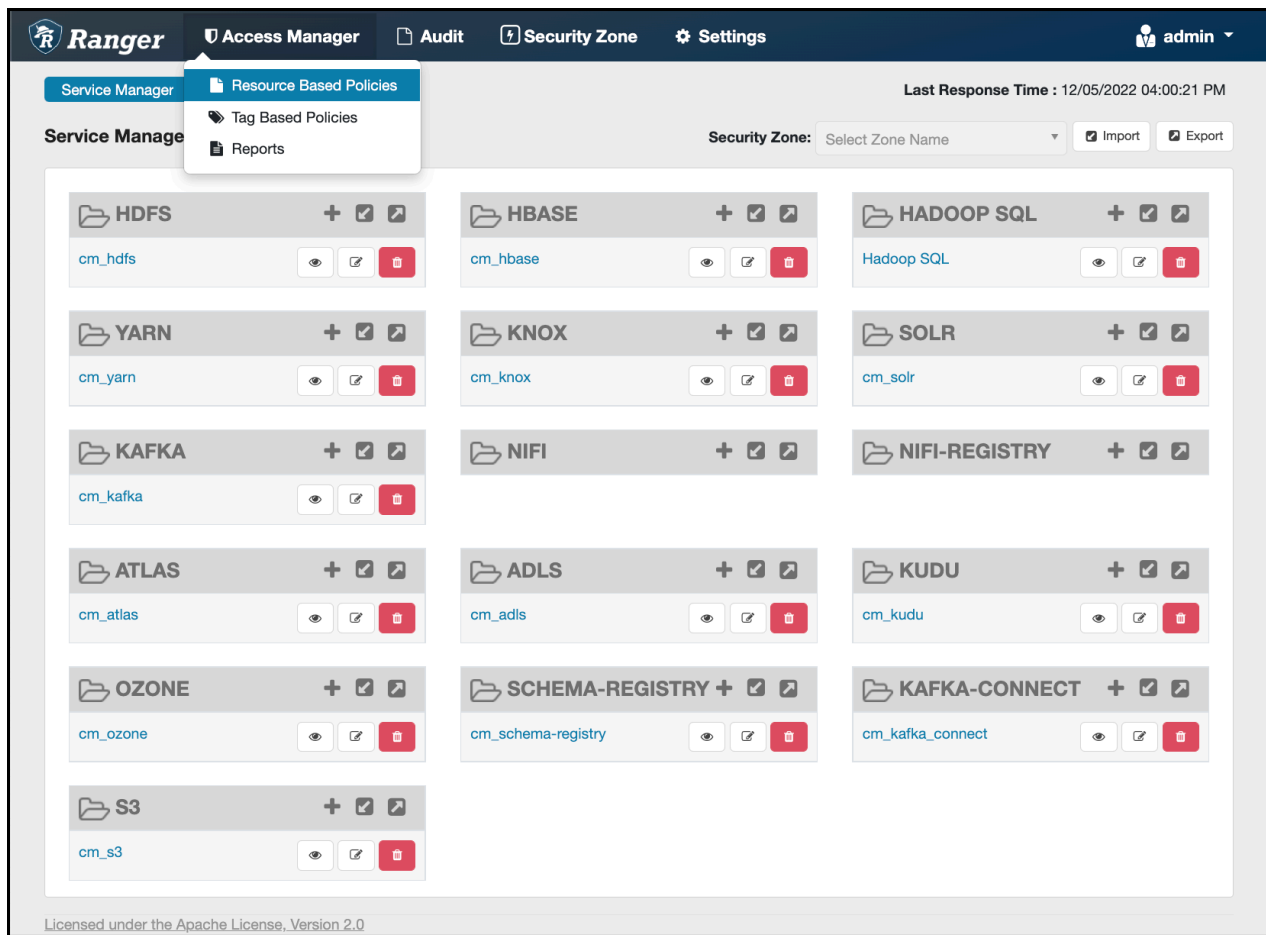 Ranger Access Manager Audit Security Zone Settings admin
Service Manager Resource Based Policies Last Response Time : 12/05/2022 04:00:21 PM
Tag Based Policies
Service Manage Security Zone: Select Zone Name Import Export
Reports
HDFS HBASE HADOOP SQL
cm_hdfs cm_hbase Hadoop SQL
YARN KNOX SOLR
cm_yarn cm_knox cm_solr
KAFKA NIFI NIFI-REGISTRY
cm_kafka
ATLAS ADLS KUDU
cm_atlas cm_adls cm_kudu
OZONE SCHEMA-REGISTRY KAFKA-CONNECT
cm_ozone cm_schema-registry cm_kafka_connect
S3
cm_s3
Licensed under the Apache License, Version 2.0